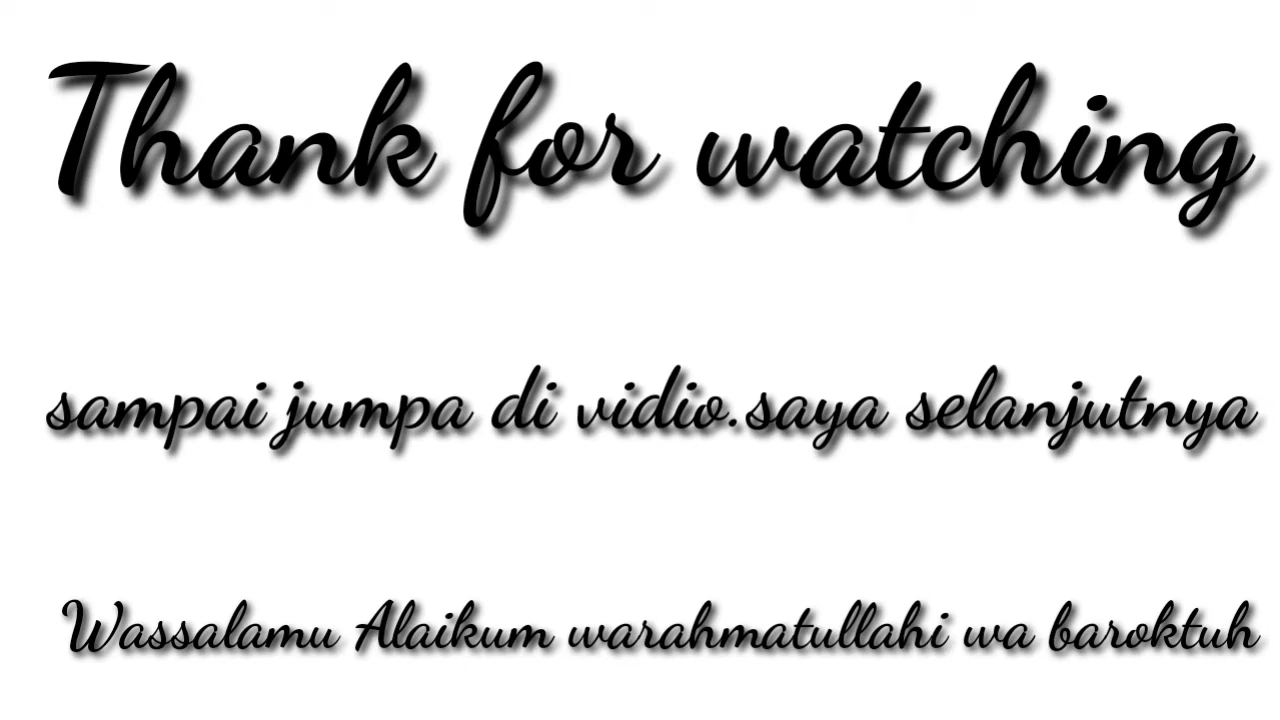 Thank for watching
sampai jumpa di vidio.saya selanjutnya
Wassalamu Alaikum warahmatullahi wa baroktuh